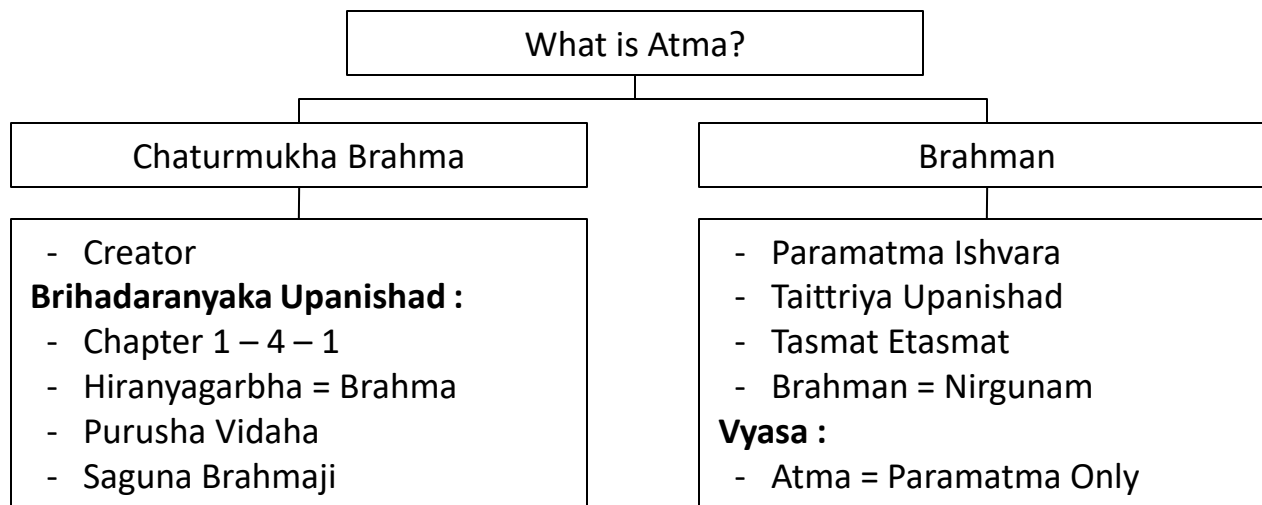 What is Atma?
Chaturmukha Brahma
- Creator
Brihadaranyaka Upanishad :
- Chapter 1 – 4 – 1
- Hiranyagarbha = Brahma
- Purusha Vidaha
- Saguna Brahmaji
Brahman
- Paramatma Ishvara
- Taittriya Upanishad
- Tasmat Etasmat
- Brahman = Nirgunam
Vyasa :
- Atma = Paramatma Only